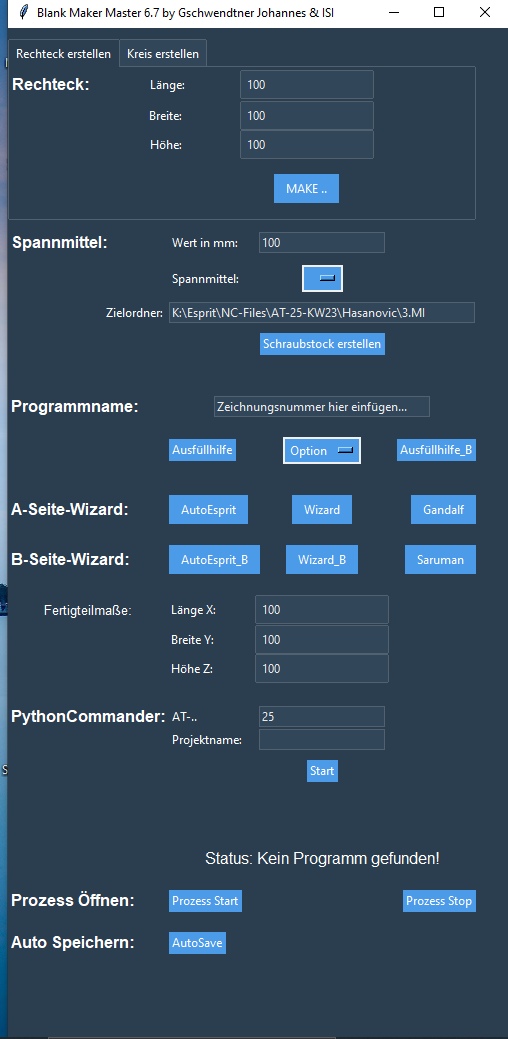 Blank Maker Master 6.7 by Gschwendtner Johannes & ISI
Rechteck erstellen Kreis erstellen
Rechteck: Länge: 100
Breite: 100
Höhe: 100
MAKE ..
Spannmittel: Wert in mm: 100
Spannmittel:
Zielordner: K:\Esprit\NC-Files\AT-25-KW23\Hasanovic\3.MI
Schraubstock erstellen
Programmname: Zeichnungsnummer hier einfügen...
Ausfüllhilfe Option Ausfüllhilfe_B
A-Seite-Wizard: AutoEsprit Wizard Gandalf
B-Seite-Wizard: AutoEsprit_B Wizard_B Saruman
Fertigteilmaße: Länge X: 100
Breite Y: 100
Höhe Z: 100
PythonCommander: AT-.. 25
Projektname:
Start
Status: Kein Programm gefunden!
Prozess Öffnen: Prozess Start Prozess Stop
Auto Speichern: AutoSave